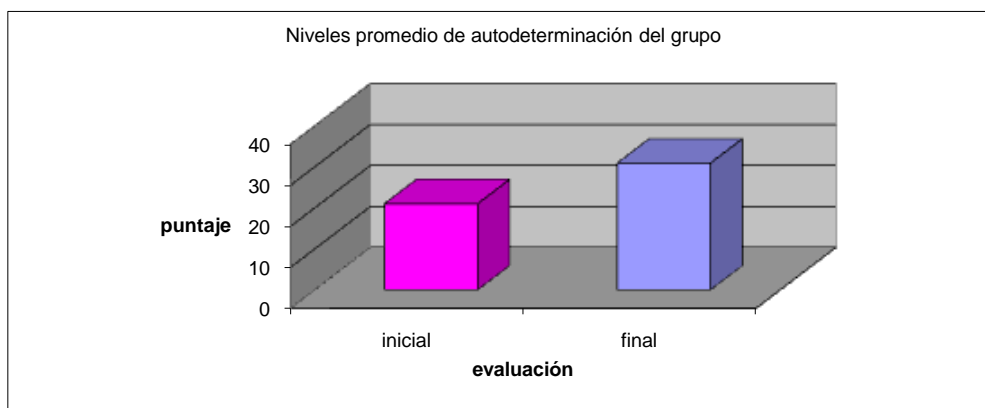 Niveles promedio de autodeterminación del grupo
40
30
20
10
0
puntaje
inicial
final
evaluación